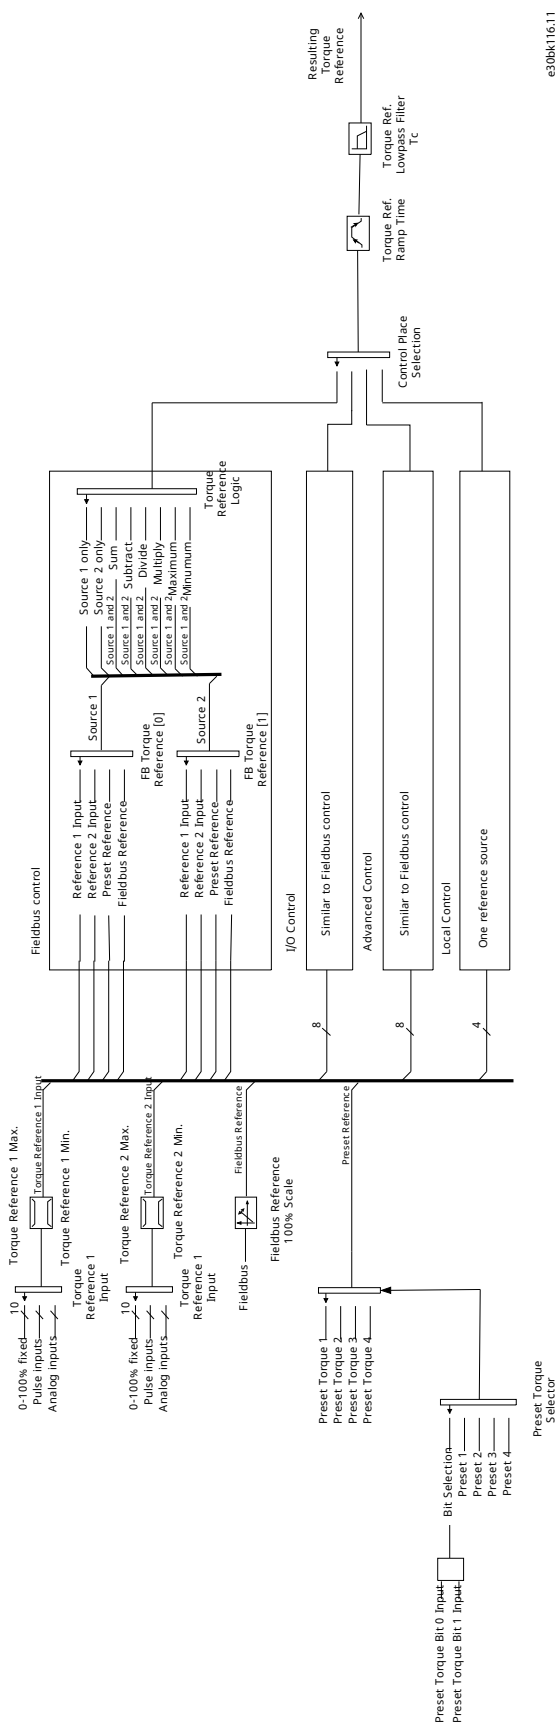 Preset Torque Bit 0 Input
Preset Torque Bit 1 Input
Bit Selection
Preset 1
Preset 2
Preset 3
Preset 4
Preset Torque
Selector
0-100% fixed
Pulse inputs
Analog inputs
10
Torque
Reference 1
Input
Torque Reference 1 Max.
Torque Reference 1 Min.
Torque Reference 1 Input
0-100% fixed
Pulse inputs
Analog inputs
10
Torque
Reference 1
Input
Torque Reference 2 Max.
Torque Reference 2 Min.
Torque Reference 2 Input
Fieldbus
Fieldbus Reference
100% Scale
Fieldbus Reference
Preset Torque 1
Preset Torque 2
Preset Torque 3
Preset Torque 4
Preset Reference
Fieldbus control
Reference 1 Input
Reference 2 Input
Preset Reference
Fieldbus Reference
FB Torque
Reference [0]
Source 1
Reference 1 Input
Reference 2 Input
Preset Reference
Fieldbus Reference
FB Torque
Reference [1]
Source 2
Source 1 only
Source 2 only
Source 1 and 2 Sum
Source 1 and 2 Subtract
Source 1 and 2 Divide
Source 1 and 2 Multiply
Source 1 and 2 Maximum
Source 1 and 2 Minumum
Torque
Reference
Logic
8
I/O Control
Similar to Fieldbus control
8
Advanced Control
Similar to Fieldbus control
4
Local Control
One reference source
Control Place
Selection
Torque Ref.
Ramp Time
Torque Ref.
Lowpass Filter
Tc
Resulting
Torque
Reference
e30bk116.11